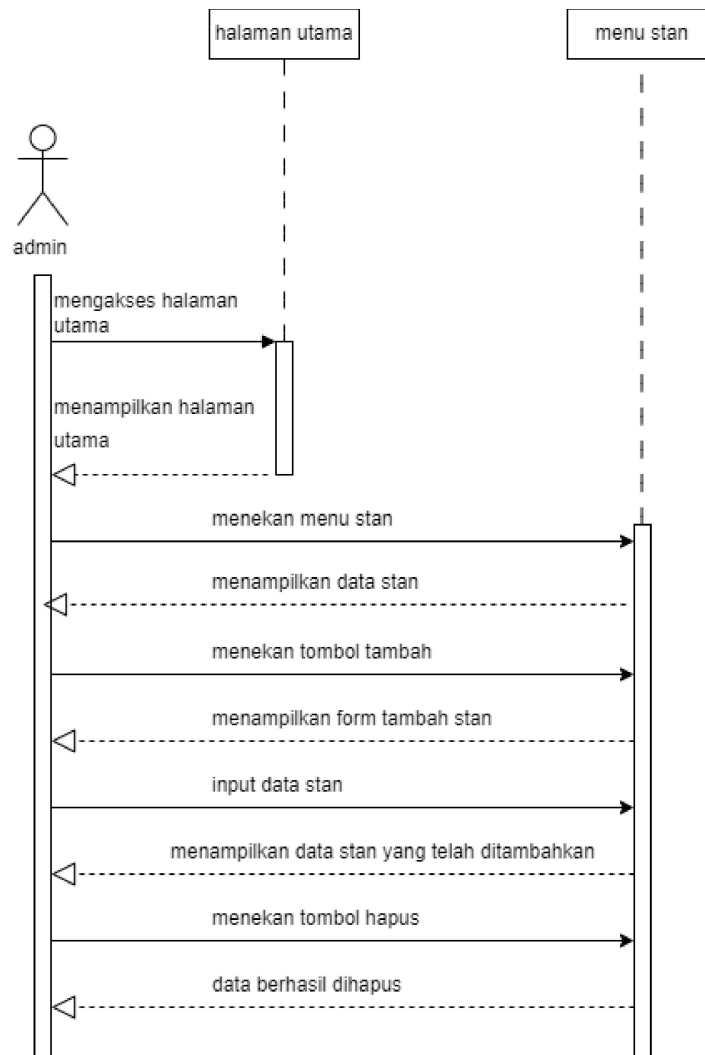 halaman utama
menu stan
admin
mengakses halaman
utama
menampilkan halaman
utama
menekan menu stan
menampilkan data stan
menekan tombol tambah
menampilkan form tambah stan
input data stan
menampilkan data stan yang telah ditambahkan
menekan tombol hapus
data berhasil dihapus